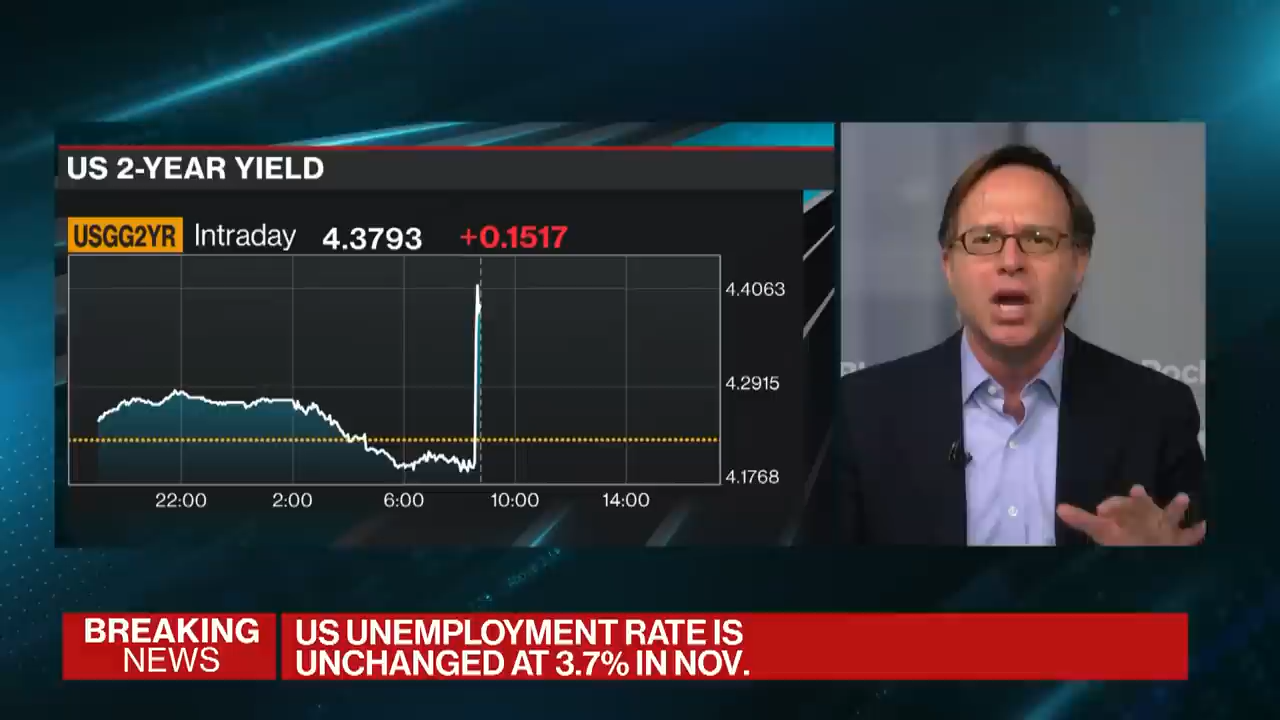 US 2-YEAR YIELD
USGG2YR Intraday 4.3793 +0.1517
4.4063
4.2915
4.1768
22:00 2:00 6:00 10:00 14:00
BREAKING
NEWS
US UNEMPLOYMENT RATE IS
UNCHANGED AT 3.7% IN NOV.